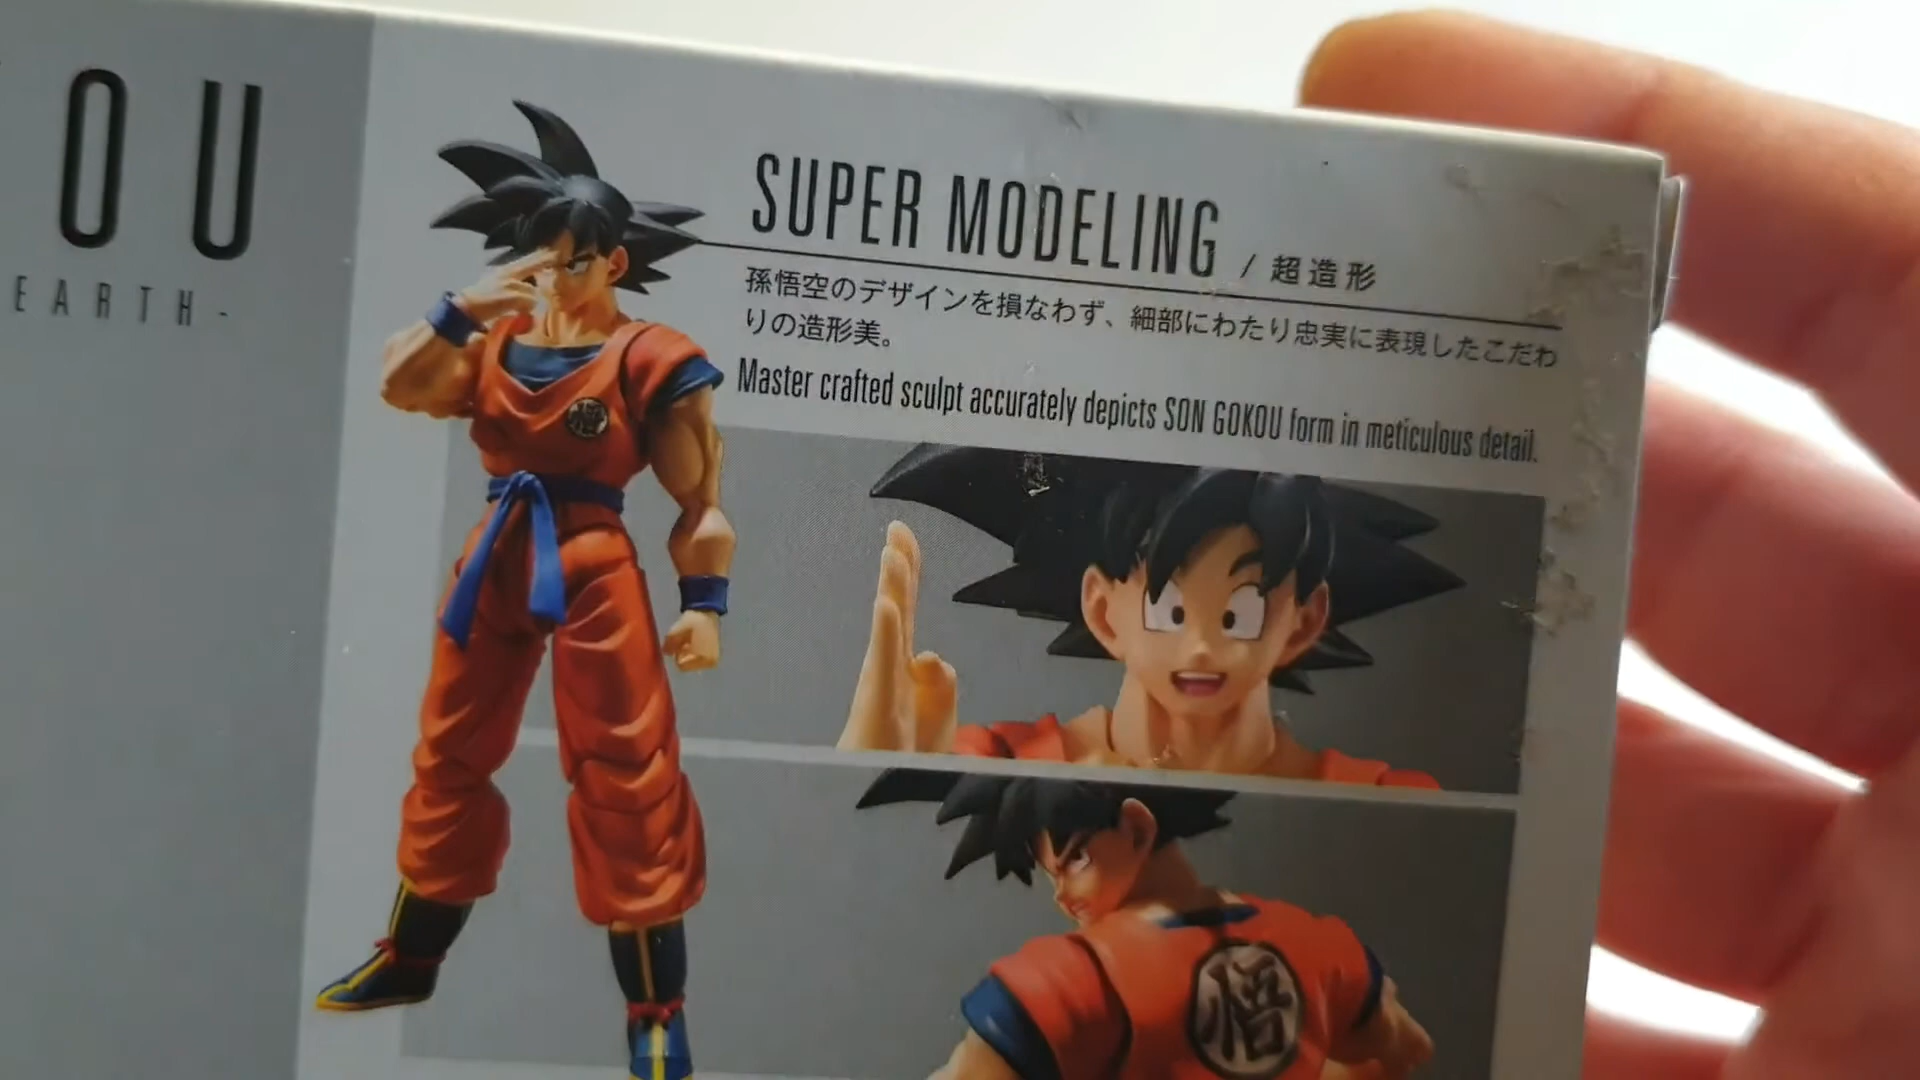 OU
EARTH-
SUPER MODELING / 超造形
孫悟空のデザインを損なわず、細部にわたり忠実に表現したこだわ
りの造形美。
Master crafted sculpt accurately depicts SON GOKOU form in meticulous detail.
悟
悟